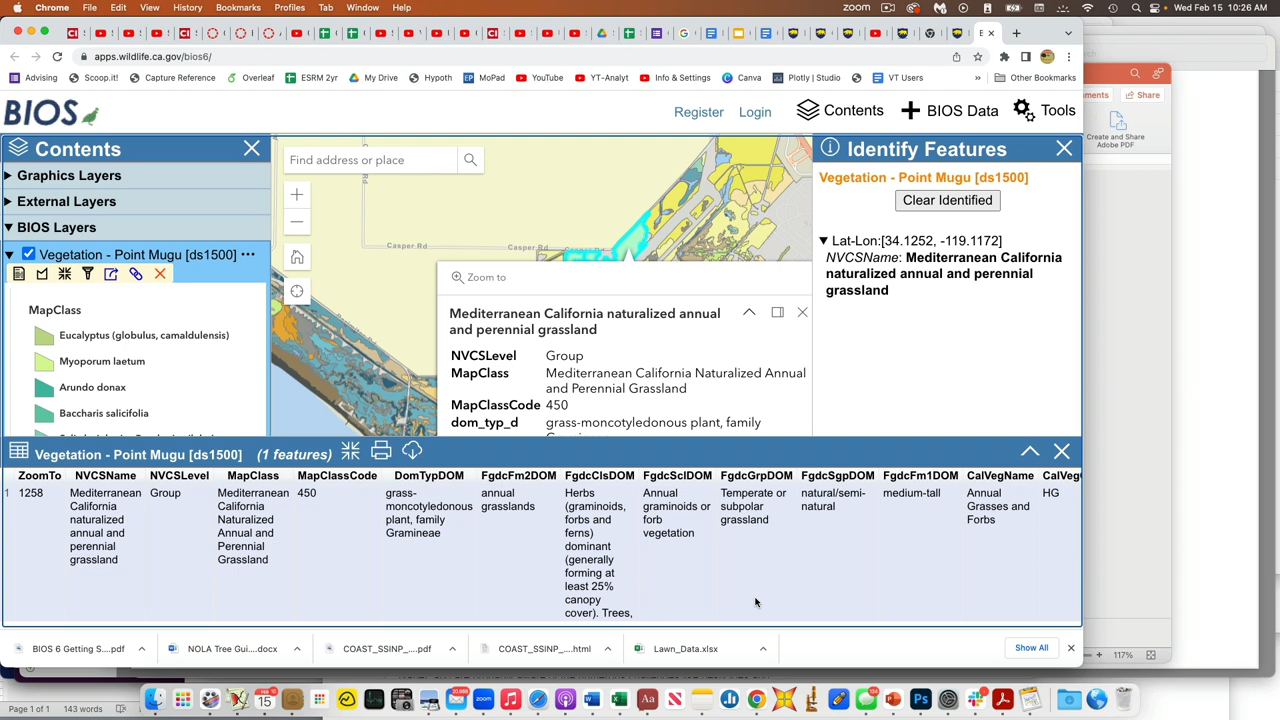 Chrome File Edit View History Bookmarks Profiles Tab Window Help zoom Wed Feb 15 10:26 AM
apps.wildlife.ca.gov/bios6/
Advising Scoop.it! Capture Reference Overleaf ESRM 2yr My Drive Hypoth MoPad YouTube YT-Analyt Info & Settings Canva Plotly | Studio VT Users » Other Bookmarks
ments Share
Create and Share
Adobe PDF
BIOS Register Login Contents BIOS Data Tools
Contents
Graphics Layers
External Layers
BIOS Layers
Vegetation - Point Mugu [ds1500] •••
MapClass
Eucalyptus (globulus, camaldulensis)
Myoporum laetum
Arundo donax
Baccharis salicifolia
Find address or place
Casper Rd Casper Rd
Zoom to
Mediterranean California naturalized annual
and perennial grassland
NVCSLevel Group
MapClass Mediterranean California Naturalized Annual
and Perennial Grassland
MapClassCode 450
dom_typ_d grass-moncotyledonous plant, family
Identify Features
Vegetation - Point Mugu [ds1500]
Clear Identified
Lat-Lon:[34.1252, -119.1172]
NVCSName: Mediterranean California
naturalized annual and perennial
grassland
Vegetation - Point Mugu [ds1500] (1 features)
ZoomTo NVCSName NVCSLevel MapClass MapClassCode DomTypDOM FgdcFm2DOM FgdcClsDOM FgdcSclDOM FgdcGrpDOM FgdcSgpDOM FgdcFm1DOM CalVegName CalVeg
1 1258 Mediterranean Group Mediterranean 450 grass- annual Herbs Annual Temperate or natural/semi- medium-tall Annual HG
California California moncotyledonous grasslands (graminoids, graminoids or subpolar natural Grasses and
naturalized Naturalized plant, family forbs and forb grassland Forbs
annual and Annual and Gramineae ferns) vegetation
perennial Perennial dominant
grassland Grassland (generally
forming at
least 25%
canopy
cover). Trees,
BIOS 6 Getting S....pdf NOLA Tree Gui....docx COAST_SSINP_....pdf COAST_SSINP_....html Lawn_Data.xlsx Show All
117%
Page 1 of 1 143 words